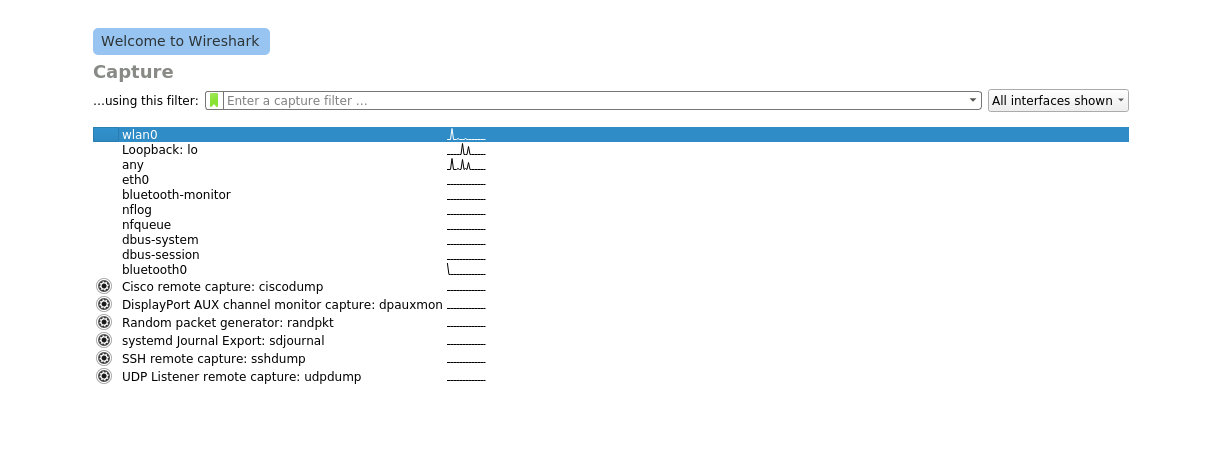 Welcome to Wireshark
Capture
...using this filter: Enter a capture filter ... All interfaces shown
wlan0
Loopback: lo
any
eth0
bluetooth-monitor
nflog
nfqueue
dbus-system
dbus-session
bluetooth0
Cisco remote capture: ciscodump
DisplayPort AUX channel monitor capture: dpauxmon
Random packet generator: randpkt
systemd Journal Export: sdjournal
SSH remote capture: sshdump
UDP Listener remote capture: udpdump